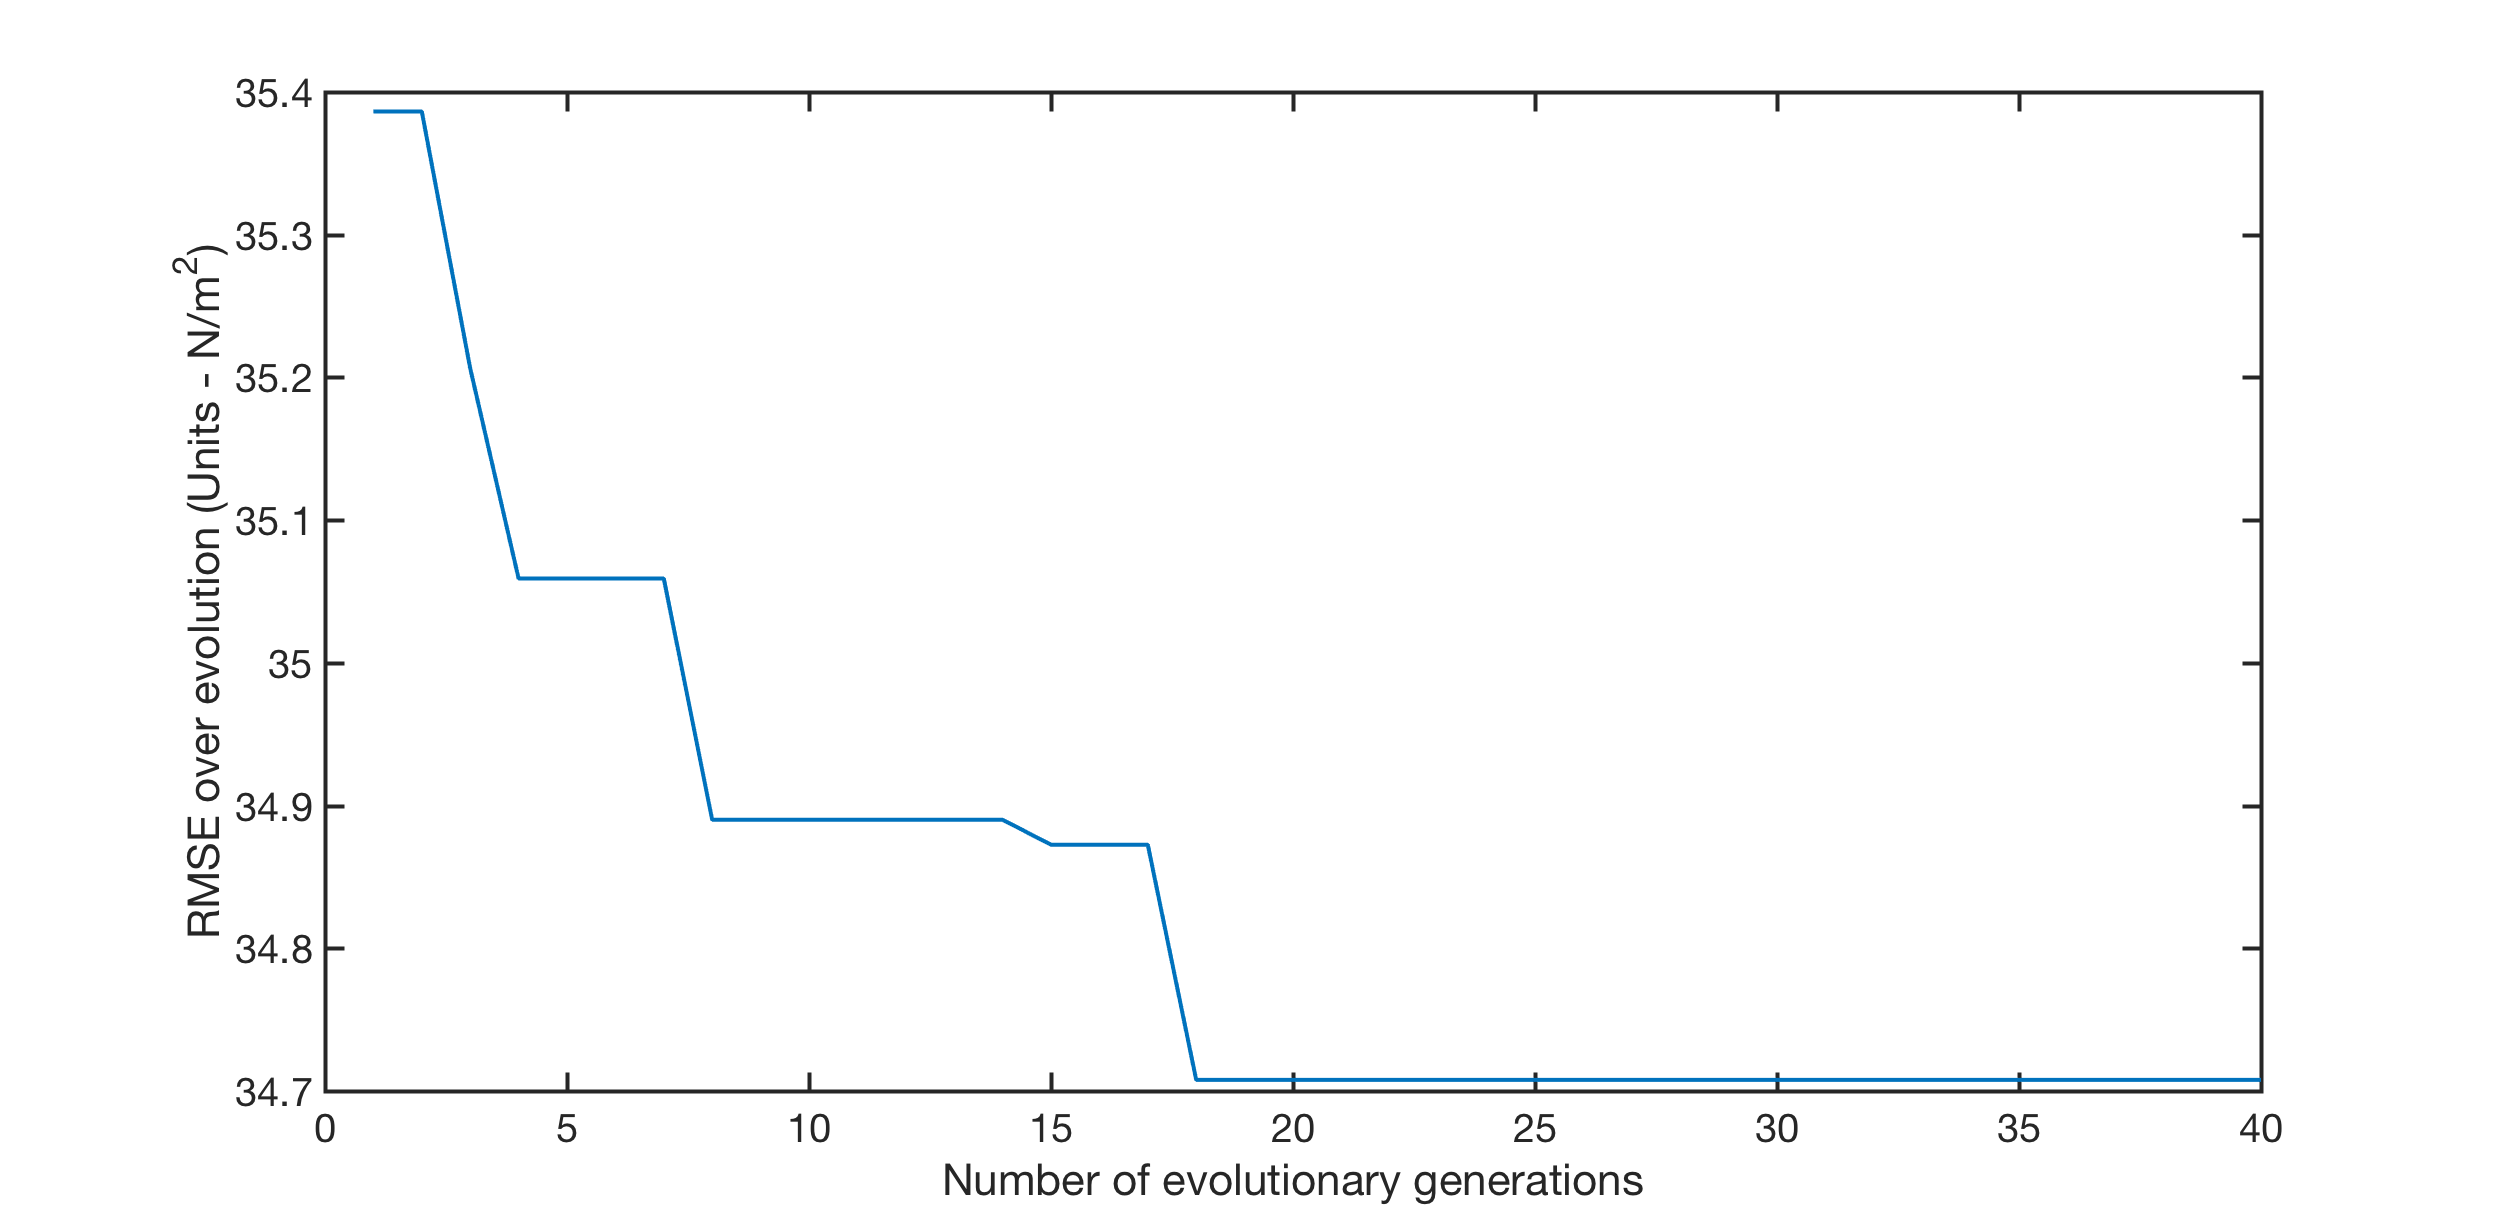 35.4
35.3
35.2
35.1
35
34.9
34.8
34.7
RMSE over evolution (Units - N/m²)
0 5 10 15 20 25 30 35 40
Number of evolutionary generations